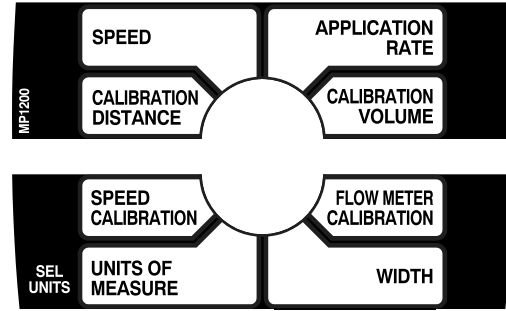 SPEED
APPLICATION
RATE
MP1200
CALIBRATION
DISTANCE
CALIBRATION
VOLUME
SPEED
CALIBRATION
FLOW METER
CALIBRATION
SEL
UNITS
UNITS OF
MEASURE
WIDTH